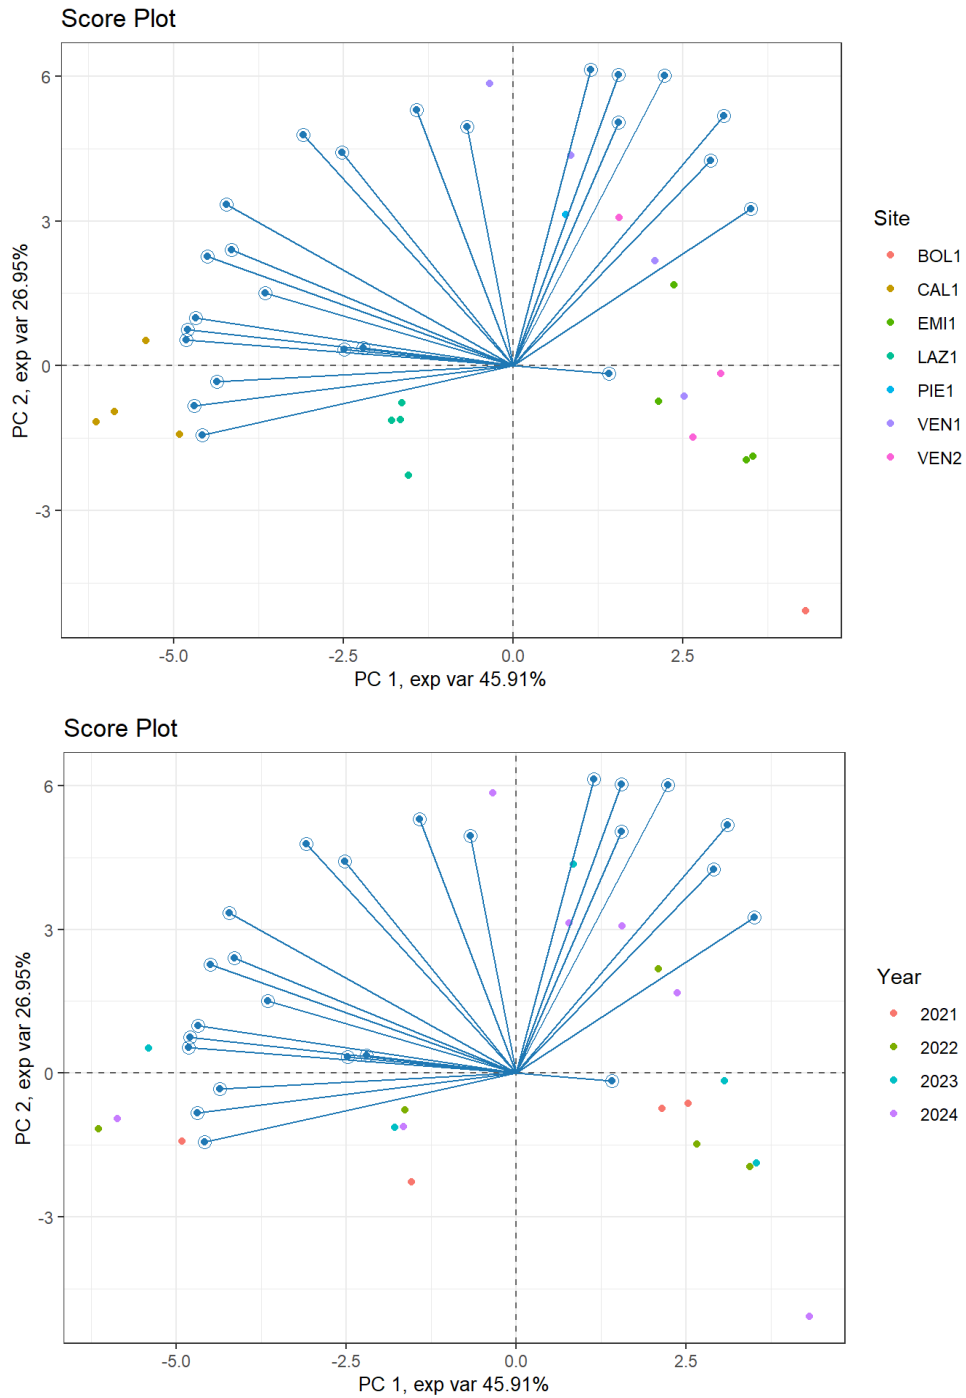 Score Plot
6
3
0
-3
PC 2, exp var 26.95%
-5.0
-2.5
0.0
2.5
PC 1, exp var 45.91%
Site
BOL1
CAL1
EMI1
LAZ1
PIE1
VEN1
VEN2
Score Plot
6
3
0
-3
PC 2, exp var 26.95%
-5.0
-2.5
0.0
2.5
PC 1, exp var 45.91%
Year
2021
2022
2023
2024